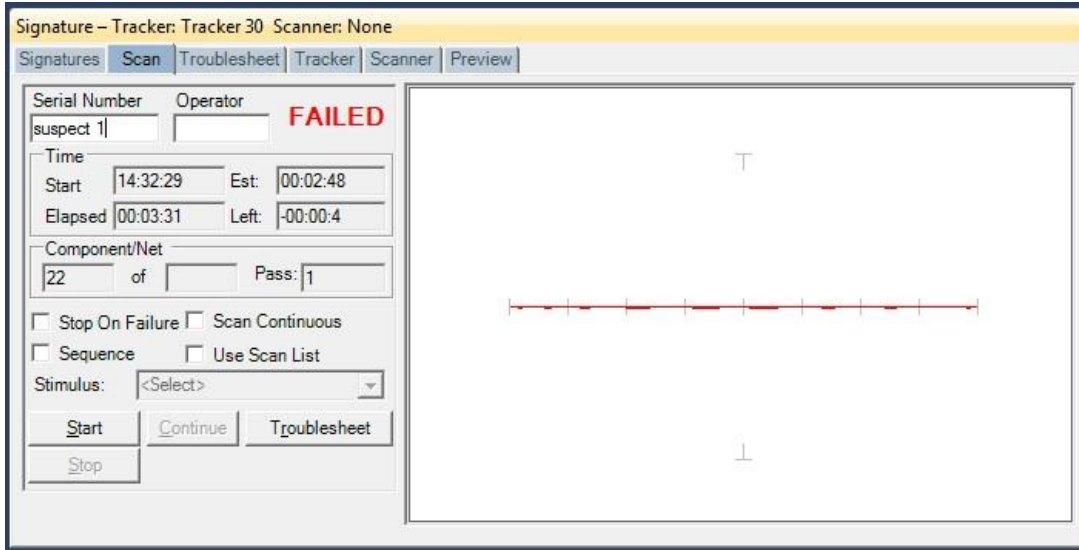 Signature – Tracker: Tracker 30 Scanner: None
Signatures Scan Troublesheet Tracker Scanner Preview
Serial Number Operator
suspect 1 FAILED
Time
Start 14:32:29 Est: 00:02:48
Elapsed 00:03:31 Left: -00:00:4
Component/Net
22 of Pass: 1
Stop On Failure Scan Continuous
Sequence Use Scan List
Stimulus: <Select>
Start Continue Troublesheet
Stop